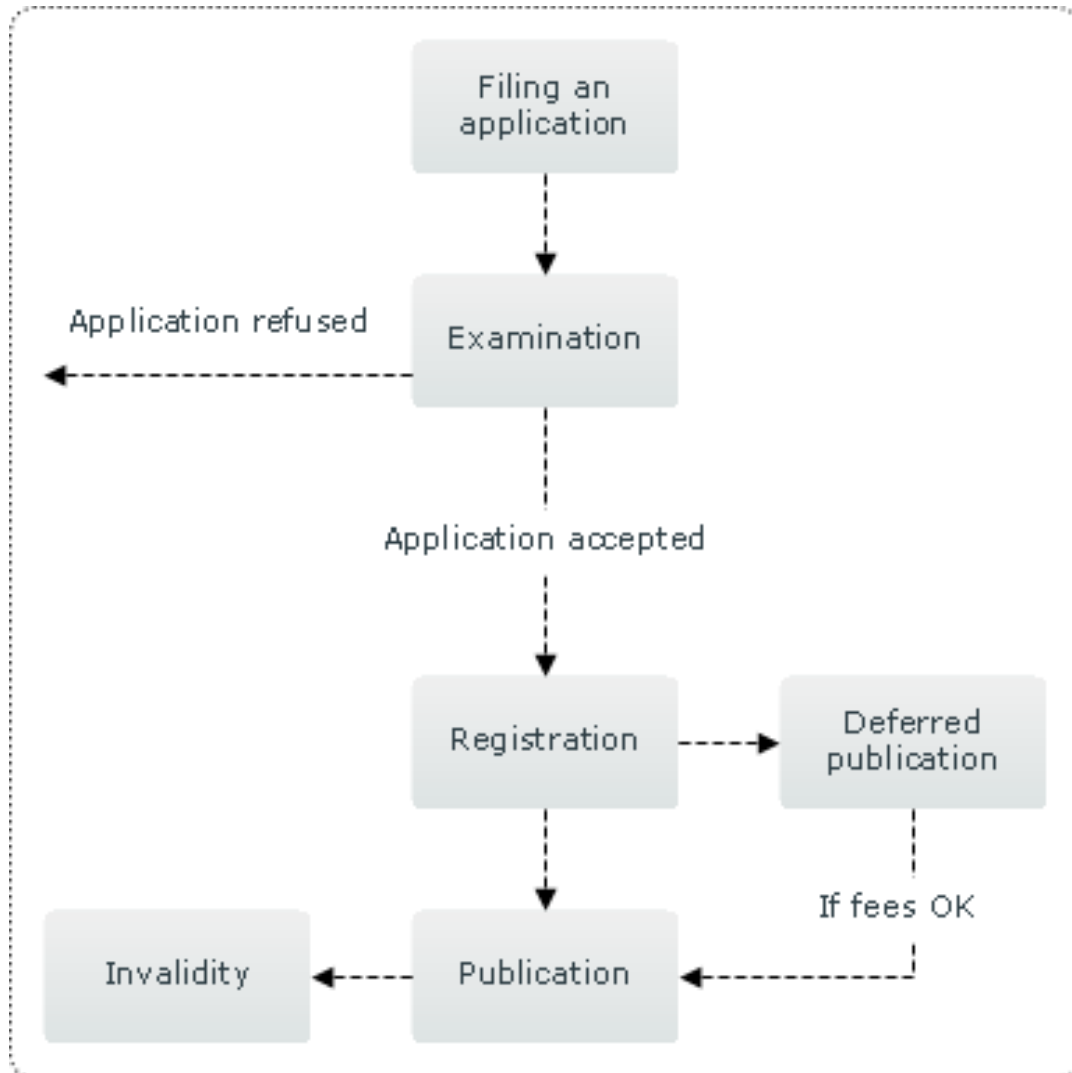 Filing an
application
Application refused
Examination
Application accepted
Registration
Deferred
publication
If fees OK
Invalidity
Publication